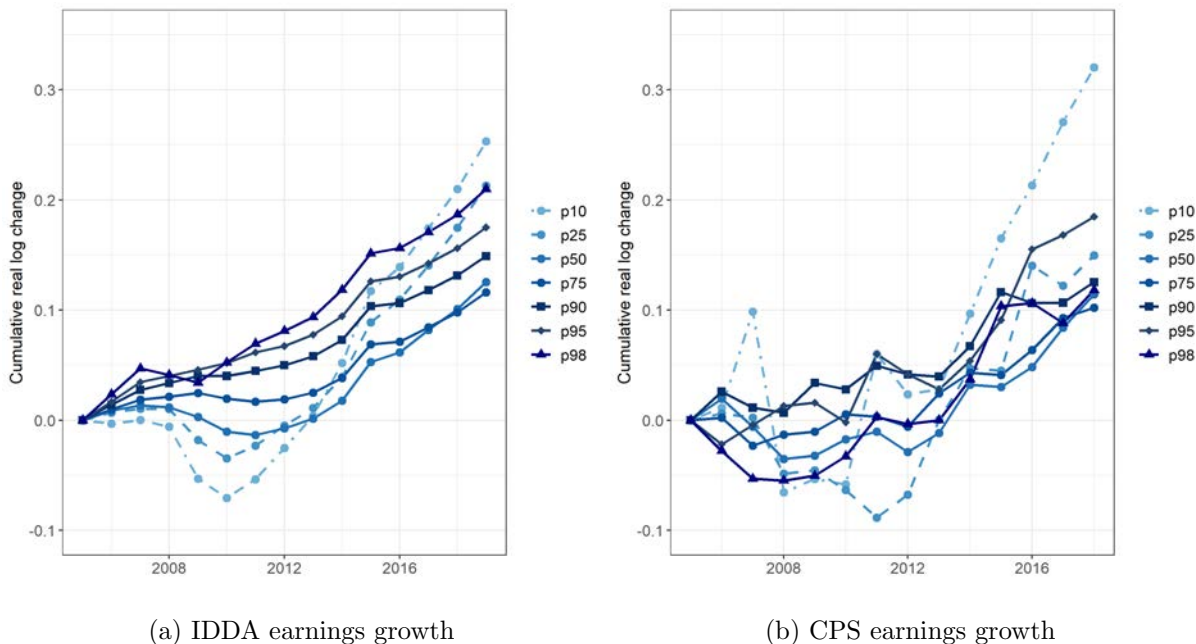 Cumulative real log change
0.3
0.2
0.1
0.0
-0.1
2008 2012 2016
p10
p25
p50
p75
p90
p95
p98
(a) IDDA earnings growth
Cumulative real log change
0.3
0.2
0.1
0.0
-0.1
2008 2012 2016
p10
p25
p50
p75
p90
p95
p98
(b) CPS earnings growth